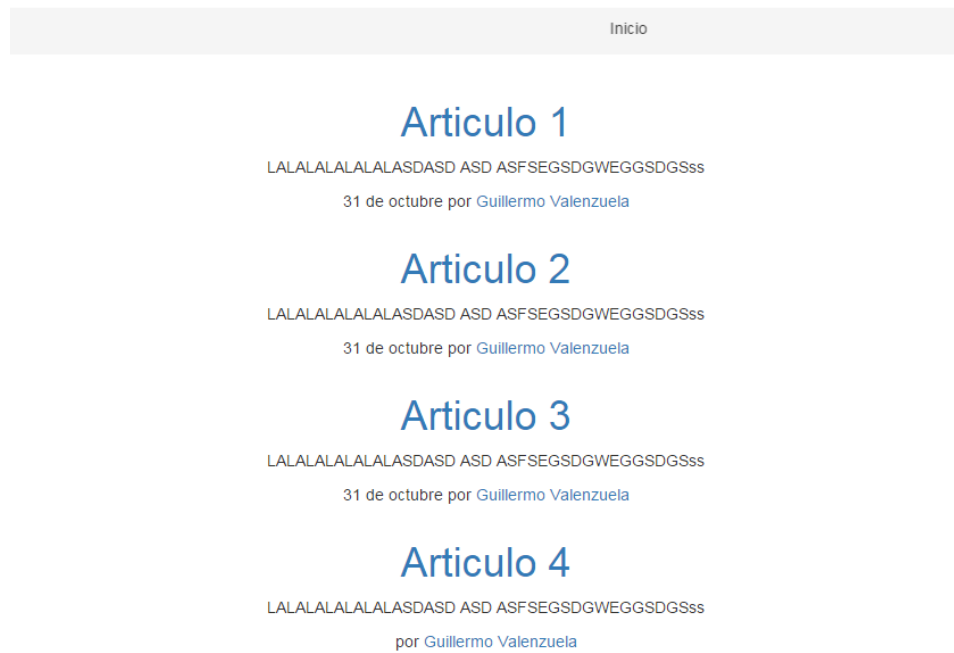 Inicio
Articulo 1
LALALALALALALASDASD ASD ASFSEGSDGWEGGSDGSss
31 de octubre por Guillermo Valenzuela
Articulo 2
LALALALALALALASDASD ASD ASFSEGSDGWEGGSDGSss
31 de octubre por Guillermo Valenzuela
Articulo 3
LALALALALALALASDASD ASD ASFSEGSDGWEGGSDGSss
31 de octubre por Guillermo Valenzuela
Articulo 4
LALALALALALALASDASD ASD ASFSEGSDGWEGGSDGSss
por Guillermo Valenzuela